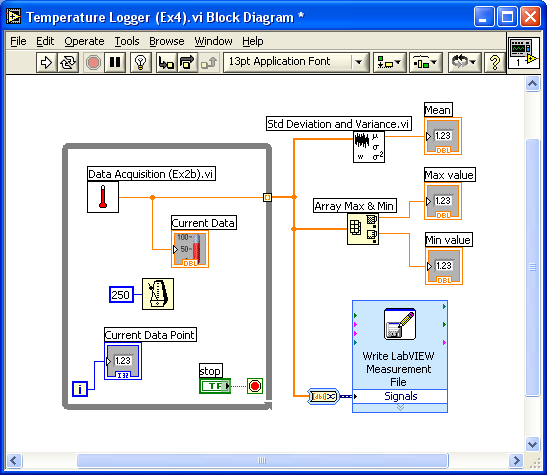 Temperature Logger (Ex4).vi Block Diagram *
File Edit Operate Tools Browse Window Help
13pt Application Font
1
Mean
Std Deviation and Variance.vi
μ
σ
w σ²
1.23
DBL
Data Acquisition (Ex2b).vi
Max value
1.23
DBL
Array Max & Min
Current Data
100-
50-
DBL
Min value
1.23
DBL
250
Current Data Point
1.23
I32
i
stop
TF
Write LabVIEW
Measurement
File
Signals